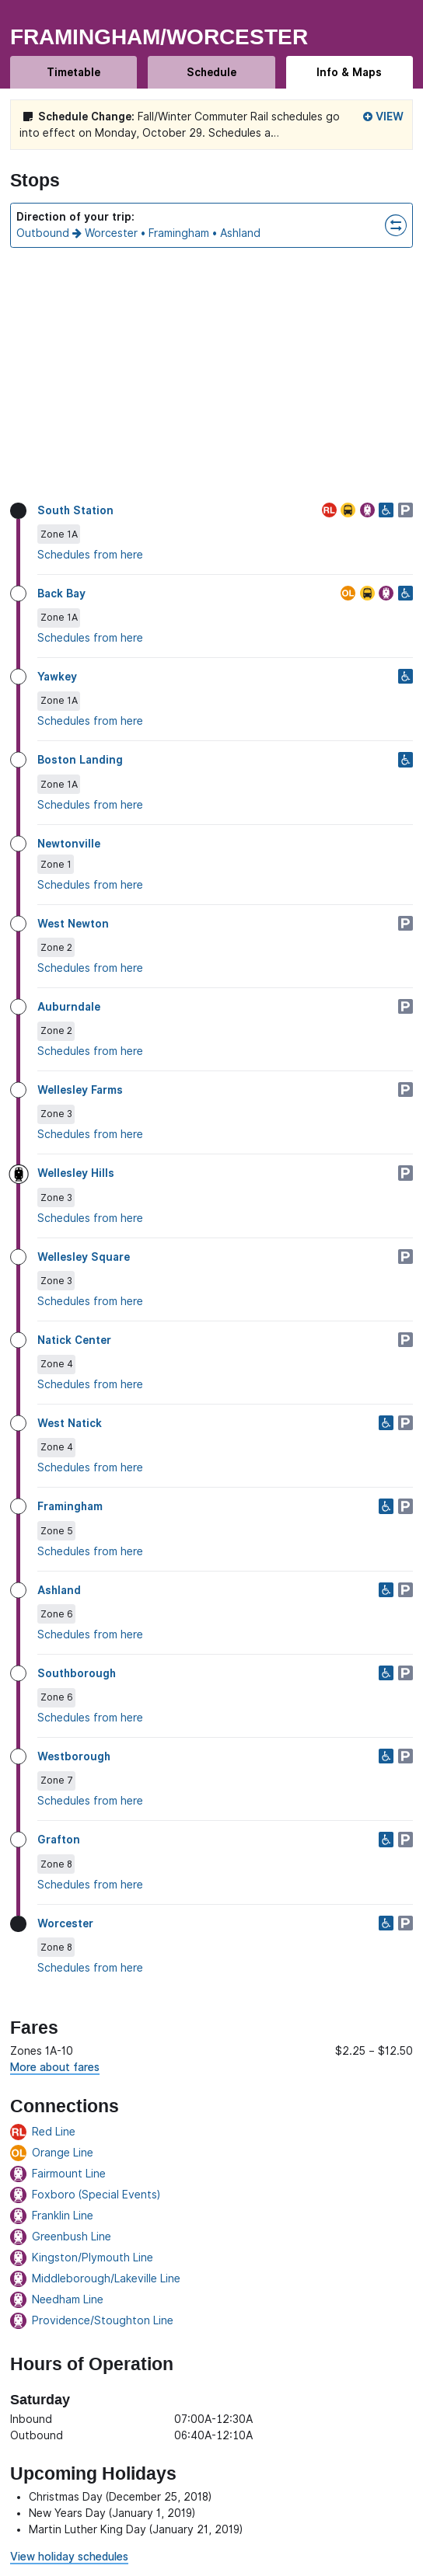 FRAMINGHAM/WORCESTER
Timetable
Schedule
Info & Maps
Schedule Change: Fall/Winter Commuter Rail schedules go
VIEW
into effect on Monday, October 29. Schedules a...
Stops
Direction of your trip:
Outbound → Worcester • Framingham • Ashland
South Station
RL
P
Zone 1A
Schedules from here
Back Bay
OL
Zone 1A
Schedules from here
Yawkey
Zone 1A
Schedules from here
Boston Landing
Zone 1A
Schedules from here
Newtonville
Zone 1
Schedules from here
West Newton
P
Zone 2
Schedules from here
Auburndale
P
Zone 2
Schedules from here
Wellesley Farms
P
Zone 3
Schedules from here
Wellesley Hills
P
Zone 3
Schedules from here
Wellesley Square
P
Zone 3
Schedules from here
Natick Center
P
Zone 4
Schedules from here
West Natick
P
Zone 4
Schedules from here
Framingham
P
Zone 5
Schedules from here
Ashland
P
Zone 6
Schedules from here
Southborough
P
Zone 6
Schedules from here
Westborough
P
Zone 7
Schedules from here
Grafton
P
Zone 8
Schedules from here
Worcester
P
Zone 8
Schedules from here
Fares
Zones 1A-10 $2.25 – $12.50
More about fares
Connections
RL Red Line
OL Orange Line
Fairmount Line
Foxboro (Special Events)
Franklin Line
Greenbush Line
Kingston/Plymouth Line
Middleborough/Lakeville Line
Needham Line
Providence/Stoughton Line
Hours of Operation
Saturday
Inbound 07:00A-12:30A
Outbound 06:40A-12:10A
Upcoming Holidays
• Christmas Day (December 25, 2018)
• New Years Day (January 1, 2019)
• Martin Luther King Day (January 21, 2019)
View holiday schedules